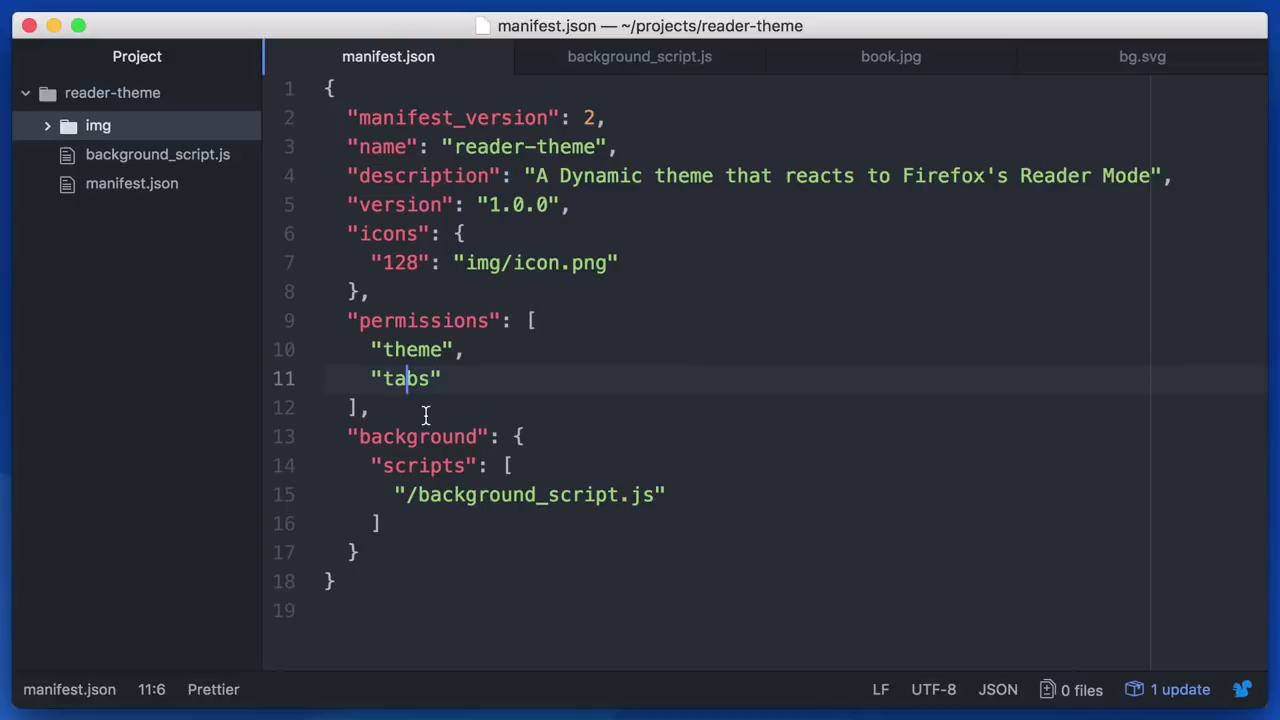 manifest.json — ~/projects/reader-theme
Project
manifest.json
background_script.js
book.jpg
bg.svg
reader-theme
img
background_script.js
manifest.json
1 {
2 "manifest_version": 2,
3 "name": "reader-theme",
4 "description": "A Dynamic theme that reacts to Firefox's Reader Mode",
5 "version": "1.0.0",
6 "icons": {
7 "128": "img/icon.png"
8 },
9 "permissions": [
10 "theme",
11 "tabs"
12 ],
13 "background": {
14 "scripts": [
15 "/background_script.js"
16 ]
17 }
18 }
19
manifest.json 11:6 Prettier LF UTF-8 JSON 0 files 1 update